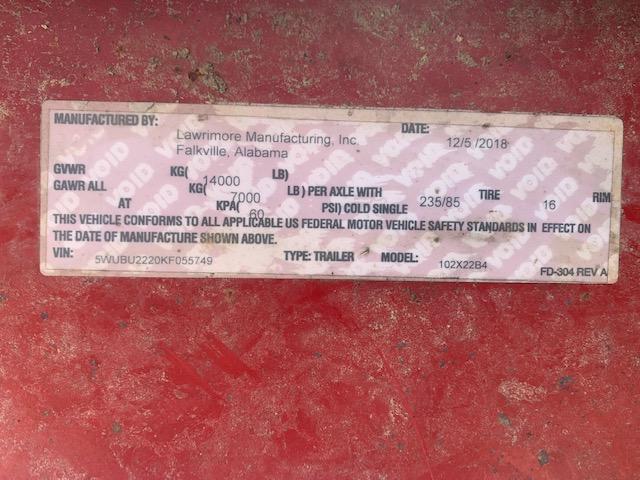 MANUFACTURED BY: Lawrimore Manufacturing, Inc. DATE: 12/5 /2018
Falkville, Alabama
GVWR KG( 14000 LB)
GAWR ALL KG( 7000 LB ) PER AXLE WITH 235/85 TIRE 16 RIM
AT KPA( 60 PSI) COLD SINGLE
THIS VEHICLE CONFORMS TO ALL APPLICABLE US FEDERAL MOTOR VEHICLE SAFETY STANDARDS IN EFFECT ON
THE DATE OF MANUFACTURE SHOWN ABOVE.
VIN: 5WUBU2220KF055749 TYPE: TRAILER MODEL: 102X22B4
FD-304 REV A